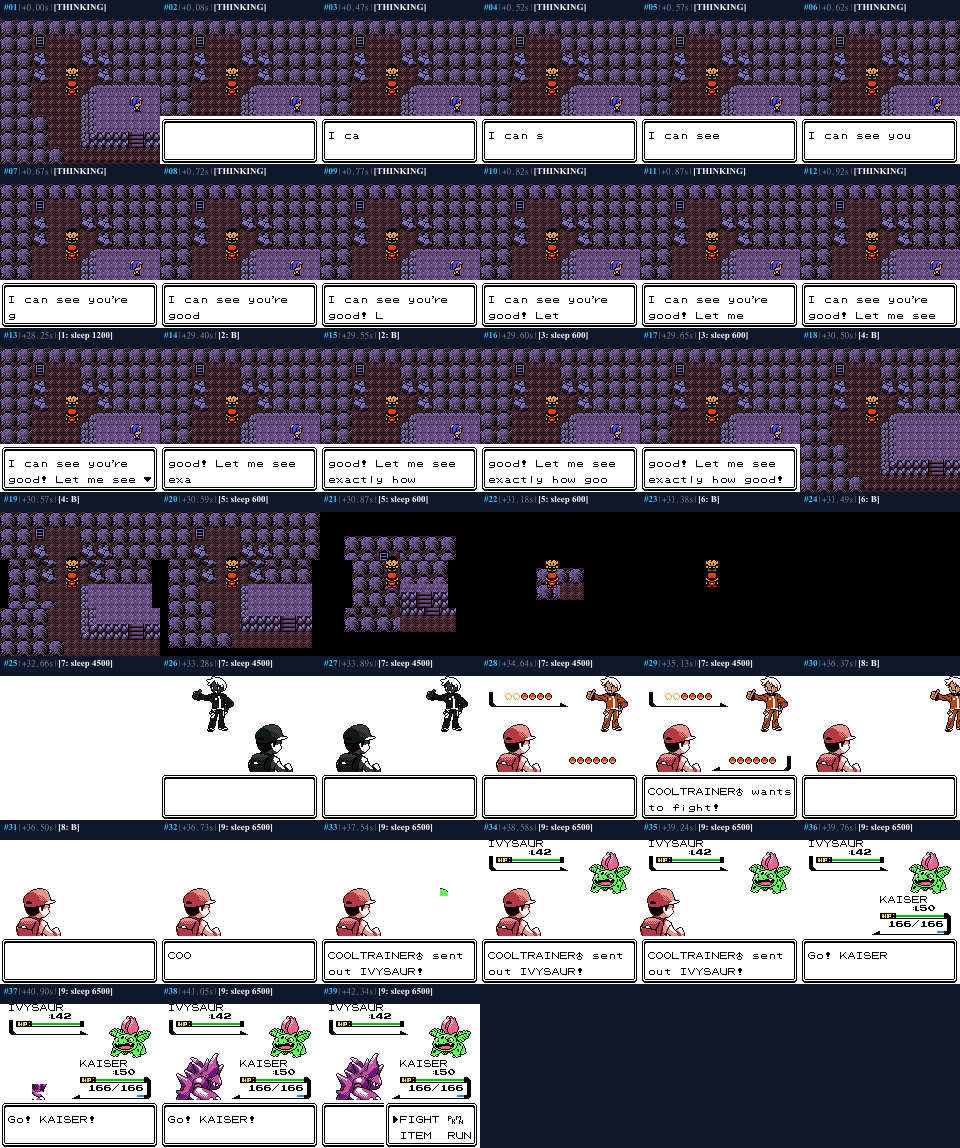 #01 | +0.00s | [THINKING]
#02 | +0.08s | [THINKING]
#03 | +0.47s | [THINKING]
#04 | +0.52s | [THINKING]
#05 | +0.57s | [THINKING]
#06 | +0.62s | [THINKING]
I ca
I can s
I can see
I can see you
#07 | +0.67s | [THINKING]
#08 | +0.72s | [THINKING]
#09 | +0.77s | [THINKING]
#10 | +0.82s | [THINKING]
#11 | +0.87s | [THINKING]
#12 | +0.92s | [THINKING]
I can see you're
g
I can see you're
good
I can see you're
good! L
I can see you're
good! Let
I can see you're
good! Let me
I can see you're
good! Let me see
#13 | +28.25s | [1: sleep 1200]
#14 | +29.40s | [2: B]
#15 | +29.55s | [2: B]
#16 | +29.60s | [3: sleep 600]
#17 | +29.65s | [3: sleep 600]
#18 | +30.50s | [4: B]
I can see you're
good! Let me see ▼
good! Let me see
exa
good! Let me see
exactly how
good! Let me see
exactly how goo
good! Let me see
exactly how good!
#19 | +30.57s | [4: B]
#20 | +30.59s | [5: sleep 600]
#21 | +30.87s | [5: sleep 600]
#22 | +31.18s | [5: sleep 600]
#23 | +31.38s | [6: B]
#24 | +31.49s | [6: B]
#25 | +32.66s | [7: sleep 4500]
#26 | +33.28s | [7: sleep 4500]
#27 | +33.89s | [7: sleep 4500]
#28 | +34.64s | [7: sleep 4500]
#29 | +35.13s | [7: sleep 4500]
#30 | +36.37s | [8: B]
COOLTRAINER♂ wants
to fight!
#31 | +36.50s | [8: B]
#32 | +36.73s | [9: sleep 6500]
#33 | +37.54s | [9: sleep 6500]
#34 | +38.58s | [9: sleep 6500]
#35 | +39.24s | [9: sleep 6500]
#36 | +39.76s | [9: sleep 6500]
COO
COOLTRAINER♂ sent
out IVYSAUR!
IVYSAUR
:L42
HP:
COOLTRAINER♂ sent
out IVYSAUR!
IVYSAUR
:L42
HP:
COOLTRAINER♂ sent
out IVYSAUR!
IVYSAUR
:L42
HP:
KAISER
:L50
HP:
166/166
Go! KAISER
#37 | +40.90s | [9: sleep 6500]
#38 | +41.05s | [9: sleep 6500]
#39 | +42.34s | [9: sleep 6500]
IVYSAUR
:L42
HP:
KAISER
:L50
HP:
166/166
Go! KAISER!
IVYSAUR
:L42
HP:
KAISER
:L50
HP:
166/166
Go! KAISER!
IVYSAUR
:L42
HP:
KAISER
:L50
HP:
166/166
▶FIGHT PKMN
ITEM RUN